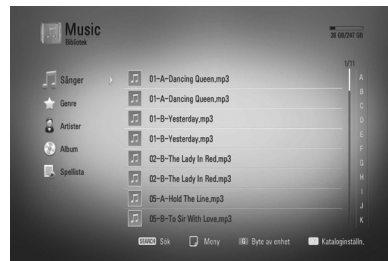 Music
Bibliotek
38 GB/247 GB
1/11
Sånger
Genre
Artister
Album
Spellista
01-A-Dancing Queen,mp3
01-A-Dancing Queen,mp3
01-B-Yesterday,mp3
01-B-Yesterday,mp3
02-B-The Lady In Red,mp3
02-B-The Lady In Red,mp3
05-A-Hold The Line,mp3
05-B-To Sir With Love,mp3
A
B
C
D
E
F
G
H
I
J
K
SEARCH Sök
Meny
G Byte av enhet
Kataloginställn.